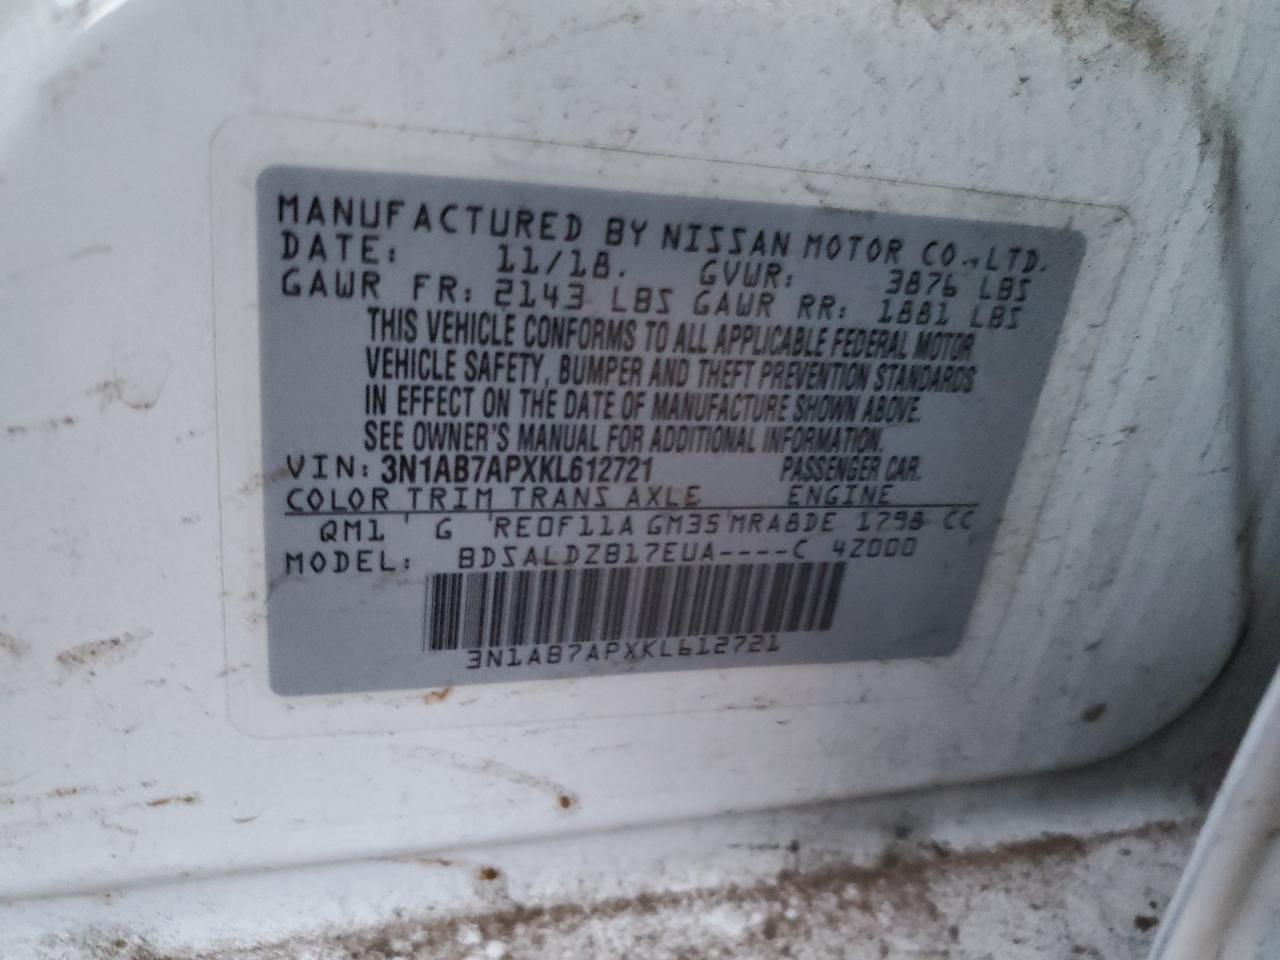 MANUFACTURED BY NISSAN MOTOR CO.,LTD.
DATE: 11/18. GVWR: 3876 LBS
GAWR FR: 2143 LBS GAWR RR: 1881 LBS
THIS VEHICLE CONFORMS TO ALL APPLICABLE FEDERAL MOTOR
VEHICLE SAFETY, BUMPER AND THEFT PREVENTION STANDARDS
IN EFFECT ON THE DATE OF MANUFACTURE SHOWN ABOVE.
SEE OWNER'S MANUAL FOR ADDITIONAL INFORMATION.
VIN: 3N1AB7APXKL612721 PASSENGER CAR.
COLOR TRIM TRANS AXLE ENGINE
QM1 ' G 'RE0F11A GM35 MRA8DE 1798 CC
MODEL: BDSALDZB17EUA----C 4Z000
3N1AB7APXKL612721